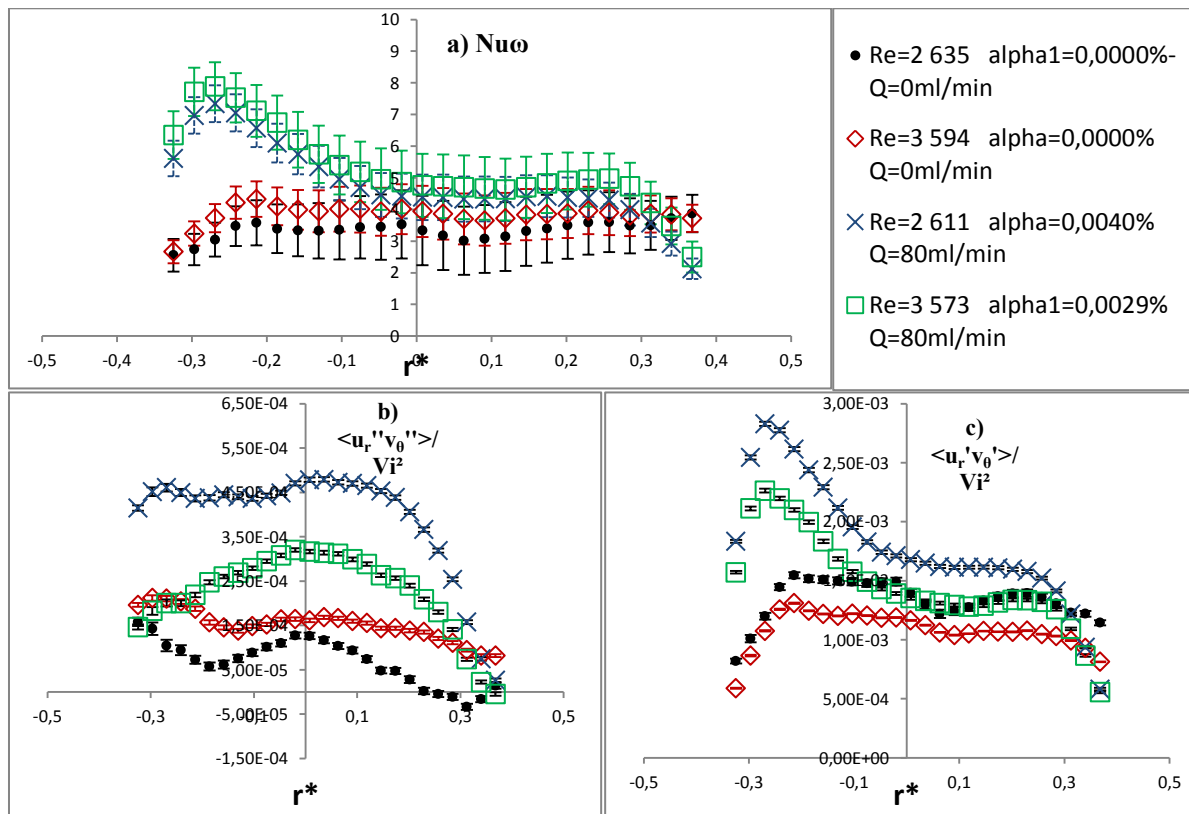 a) Nuω
10
9
8
7
6
5
4
3
2
1
0
-0,5 -0,4 -0,3 -0,2 -0,1 0 0,1 0,2 0,3 0,4 0,5
r*
Re=2 635 alpha1=0,0000%-
Q=0ml/min
Re=3 594 alpha=0,0000%
Q=0ml/min
Re=2 611 alpha=0,0040%
Q=80ml/min
Re=3 573 alpha1=0,0029%
Q=80ml/min
b)
<u_r''v_θ''>/
Vi²
6,50E-04
5,50E-04
4,50E-04
3,50E-04
2,50E-04
1,50E-04
5,00E-05
-5,00E-05
-1,50E-04
-0,5 -0,3 -0,1 0,1 0,3 0,5
r*
c)
<u_r'v_θ'>/
Vi²
3,00E-03
2,50E-03
2,00E-03
1,50E-03
1,00E-03
5,00E-04
0,00E+00
-0,5 -0,3 -0,1 0,1 0,3 0,5
r*